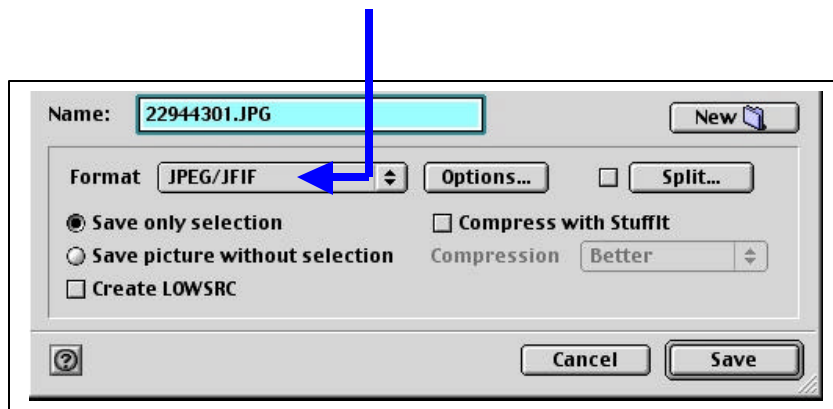 Name: 22944301.JPG New
Format JPEG/JFIF Options... Split...
Save only selection Compress with StuffIt
Save picture without selection Compression Better
Create LOWSRC
? Cancel Save